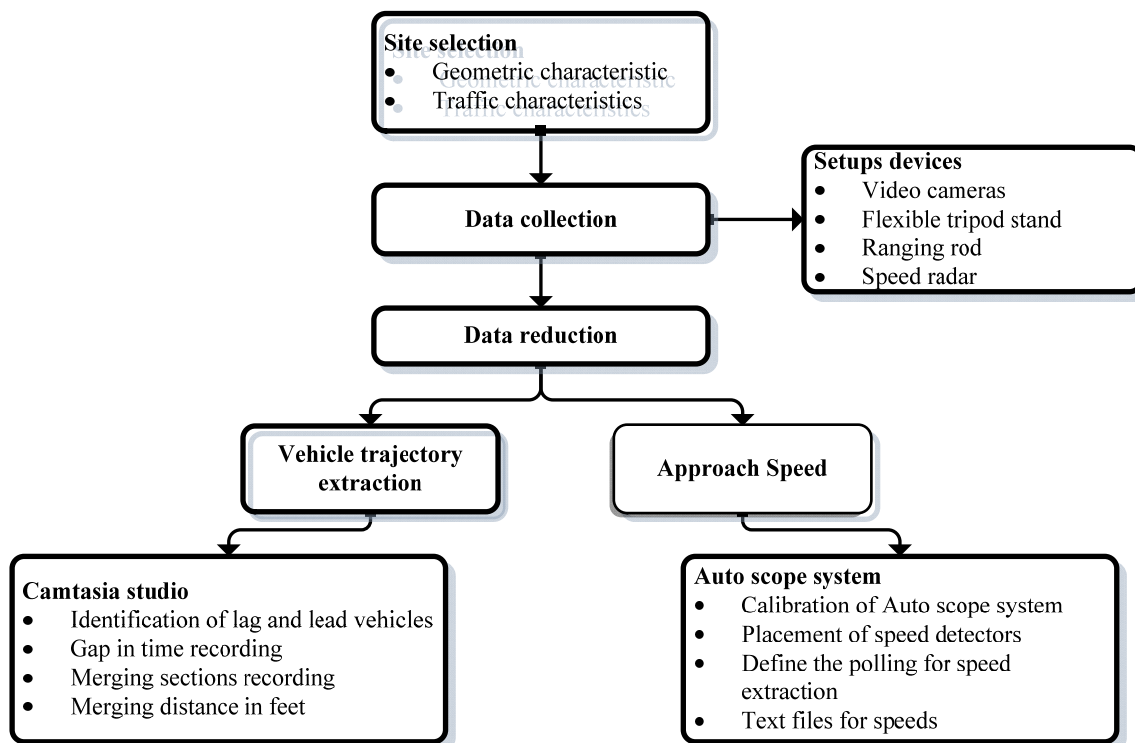 Site selection
• Geometric characteristic
• Traffic characteristics
Setups devices
• Video cameras
• Flexible tripod stand
• Ranging rod
• Speed radar
Data collection
Data reduction
Vehicle trajectory
extraction
Approach Speed
Camtasia studio
• Identification of lag and lead vehicles
• Gap in time recording
• Merging sections recording
• Merging distance in feet
Auto scope system
• Calibration of Auto scope system
• Placement of speed detectors
• Define the polling for speed
extraction
• Text files for speeds